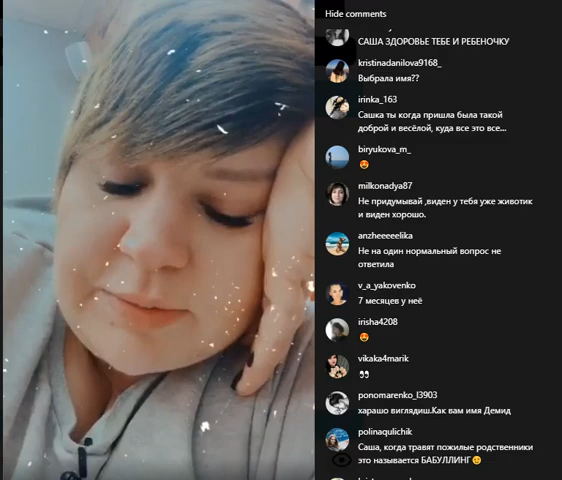 Hide comments
САША ЗДОРОВЬЕ ТЕБЕ И РЕБЕНОЧКУ
kristinadanilova9168_
Выбрала имя??
irinka_163
Сашка ты когда пришла была такой
доброй и весёлой, куда все это все...
biryukova_m_
😍
milkonadya87
Не придумывай ,виден у тебя уже животик
и виден хорошо.
anzheeeeelika
Не на один нормальный вопрос не
ответила
v_a_yakovenko
7 месяцев у неё
irisha4208
😍
vikaka4marik
👀
ponomarenko_l3903
харашо виглядиш.Как вам имя Демид
polinaqulichik
Саша, когда травят пожилые родственники
это называется БАБУЛЛИНГ